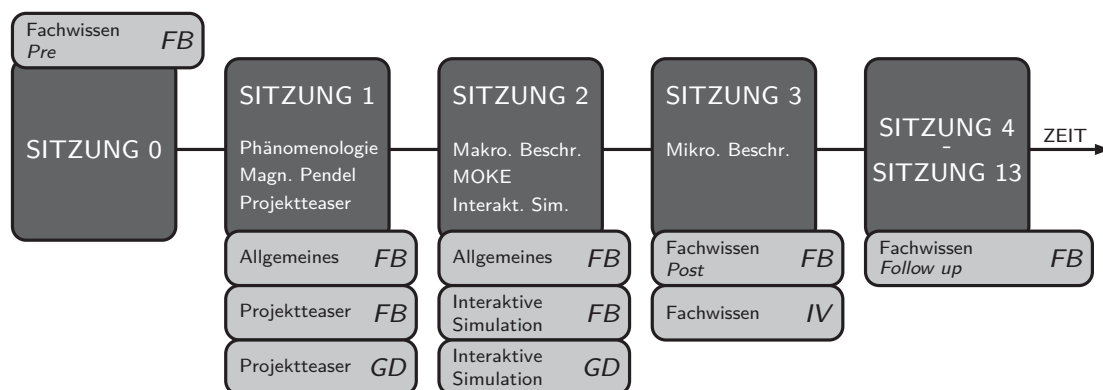 Fachwissen
Pre
FB
SITZUNG 0
SITZUNG 1
Phänomenologie
Magn. Pendel
Projektteaser
Allgemeines FB
Projektteaser FB
Projektteaser GD
SITZUNG 2
Makro. Beschr.
MOKE
Interakt. Sim.
Allgemeines FB
Interaktive
Simulation
FB
Interaktive
Simulation
GD
SITZUNG 3
Mikro. Beschr.
Fachwissen
Post
FB
Fachwissen IV
SITZUNG 4
-
SITZUNG 13
Fachwissen
Follow up
FB
ZEIT